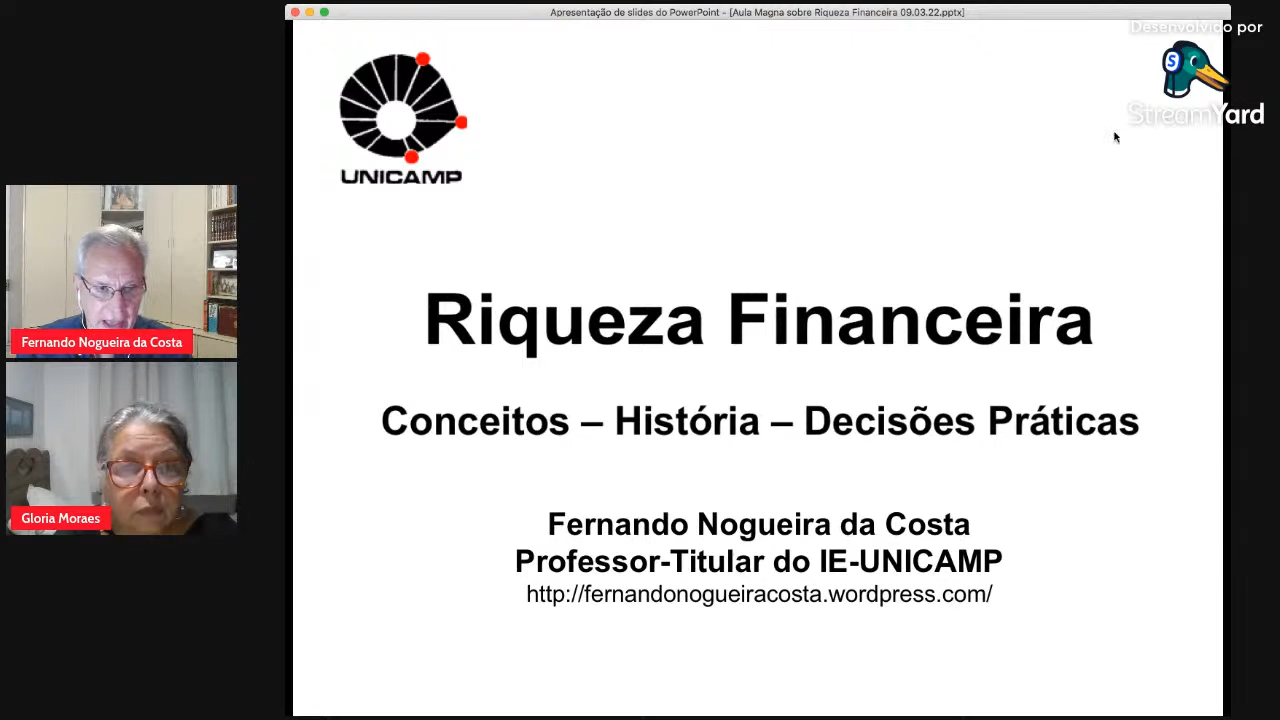 Apresentação de slides do PowerPoint - [Aula Magna sobre Riqueza Financeira 09.03.22.pptx]
Desenvolvido por
S
StreamYard
UNICAMP
Riqueza Financeira
Conceitos – História – Decisões Práticas
Fernando Nogueira da Costa
Professor-Titular do IE-UNICAMP
http://fernandonogueiracosta.wordpress.com/
Fernando Nogueira da Costa
Gloria Moraes